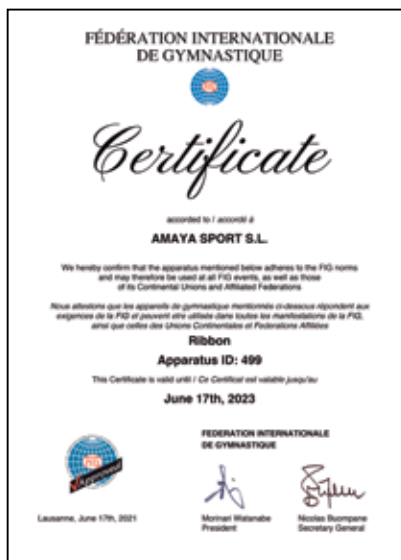 FÉDÉRATION INTERNATIONALE
DE GYMNASTIQUE
FIG
Certificate
accorded to / accordé à
AMAYA SPORT S.L.
We hereby confirm that the apparatus mentioned below adheres to the FIG norms
and may therefore be used at all FIG events, as well as those
of its Continental Unions and Affiliated Federations
Nous attestons que les appareils de gymnastique mentionnés ci-dessous répondent aux
exigences de la FIG et peuvent etre utilisés dans toutes les manifestations de la FIG,
ainsi que celles des Unions Continentales et Federations Affiliées
Ribbon
Apparatus ID: 499
This Certificate is valid until / Ce Certificat est valable jusqu'au
June 17th, 2023
FEDERATION INTERNATIONALE
DE GYMNASTIQUE
FIG
Approved
Lausanne, June 17th, 2021
Morinari Watanabe
President
Nicolas Buompane
Secretary General